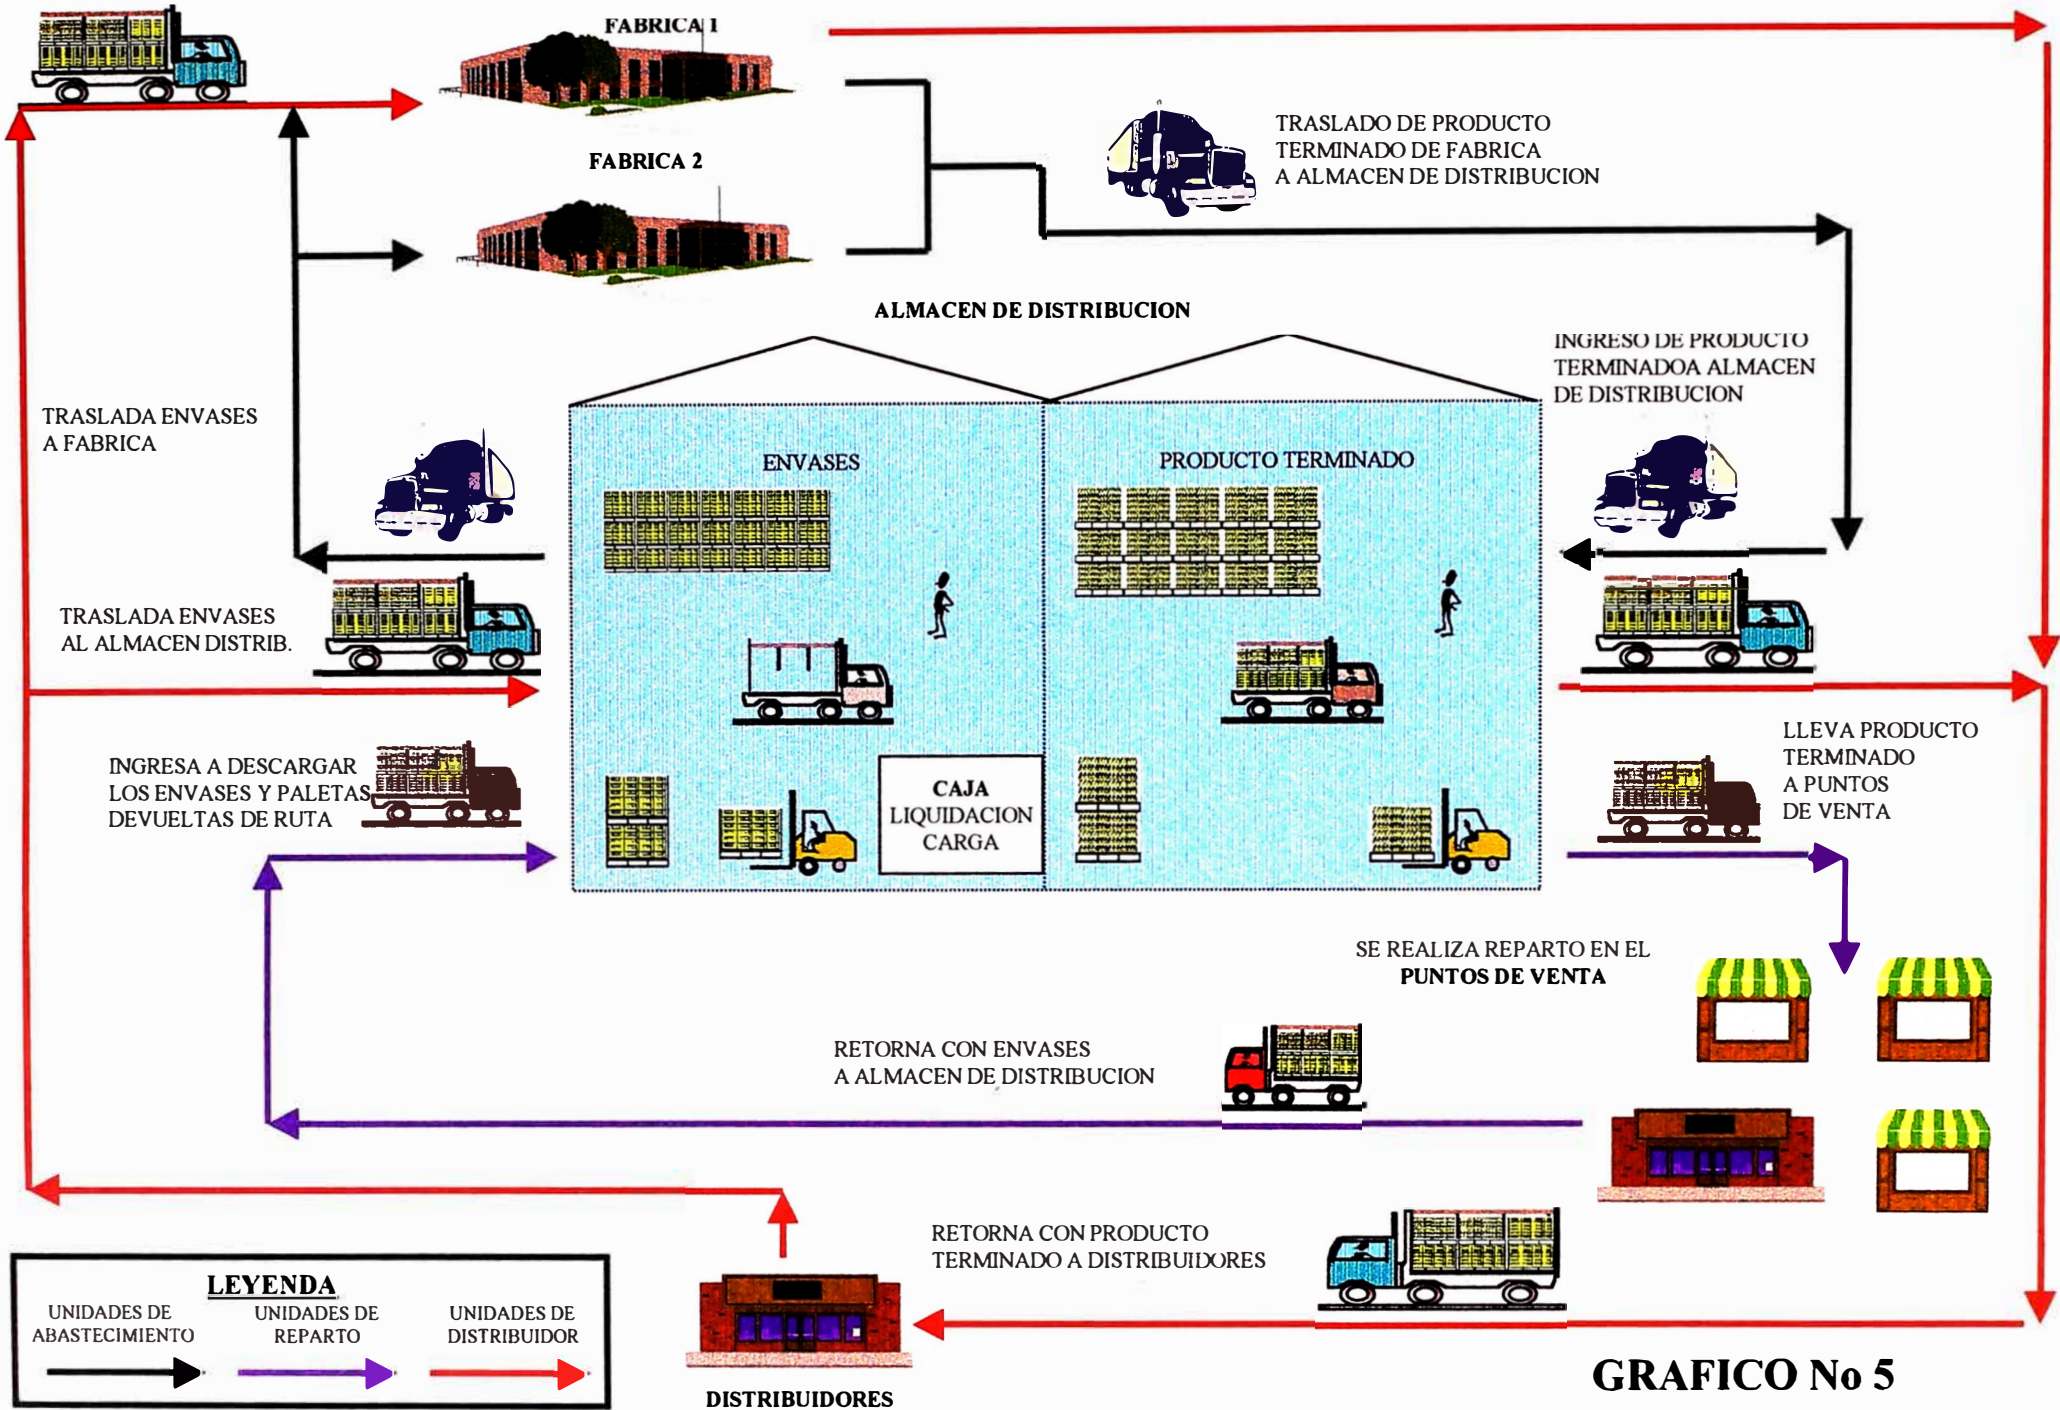 FABRICA 1
FABRICA 2
TRASLADO DE PRODUCTO
TERMINADO DE FABRICA
A ALMACEN DE DISTRIBUCION
ALMACEN DE DISTRIBUCION
INGRESO DE PRODUCTO
TERMINADOA ALMACEN
DE DISTRIBUCION
TRASLADA ENVASES
A FABRICA
ENVASES
PRODUCTO TERMINADO
TRASLADA ENVASES
AL ALMACEN DISTRIB.
INGRESA A DESCARGAR
LOS ENVASES Y PALETAS
DEVUELTAS DE RUTA
CAJA
LIQUIDACION
CARGA
LLEVA PRODUCTO
TERMINADO
A PUNTOS
DE VENTA
SE REALIZA REPARTO EN EL
PUNTOS DE VENTA
RETORNA CON ENVASES
A ALMACEN DE DISTRIBUCION
RETORNA CON PRODUCTO
TERMINADO A DISTRIBUIDORES
LEYENDA
UNIDADES DE
ABASTECIMIENTO
UNIDADES DE
REPARTO
UNIDADES DE
DISTRIBUIDOR
DISTRIBUIDORES
GRAFICO No 5